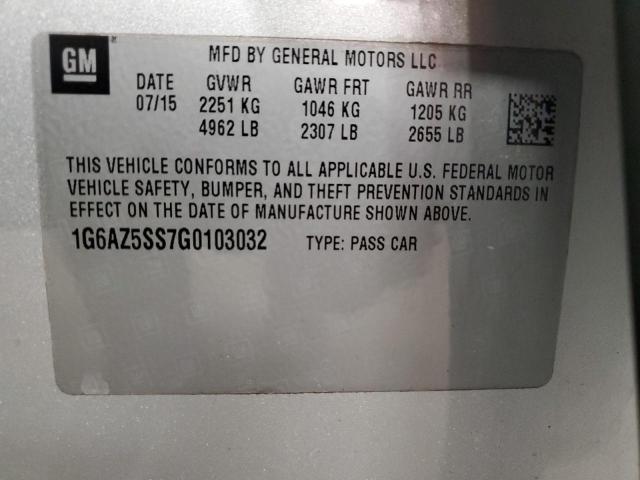 GM
MFD BY GENERAL MOTORS LLC
DATE GVWR GAWR FRT GAWR RR
07/15 2251 KG 1046 KG 1205 KG
4962 LB 2307 LB 2655 LB
THIS VEHICLE CONFORMS TO ALL APPLICABLE U.S. FEDERAL MOTOR
VEHICLE SAFETY, BUMPER, AND THEFT PREVENTION STANDARDS IN
EFFECT ON THE DATE OF MANUFACTURE SHOWN ABOVE.
1G6AZ5SS7G0103032 TYPE: PASS CAR